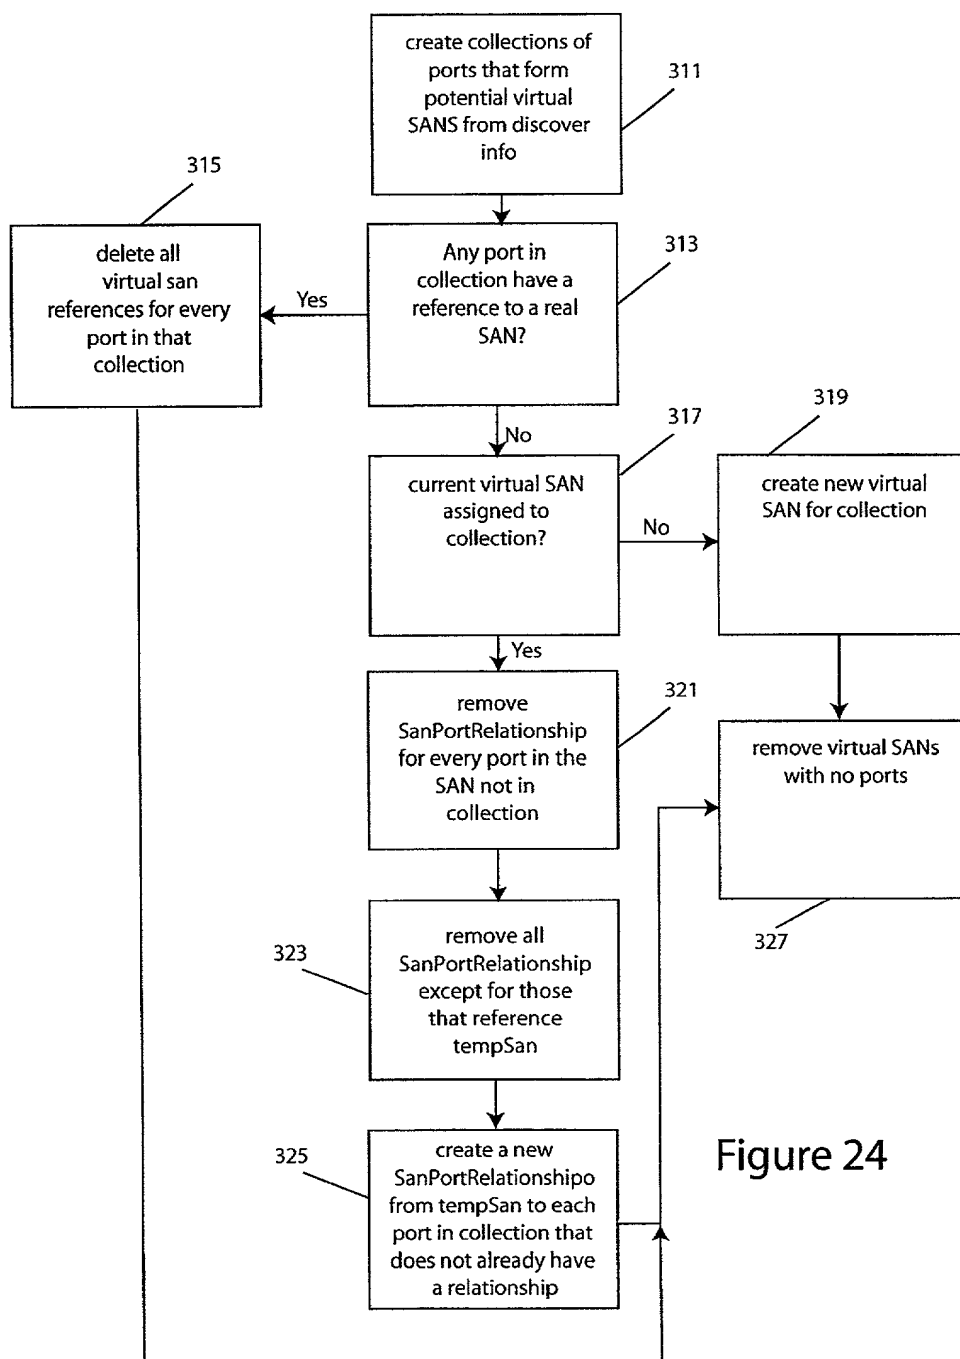 create collections of
ports that form
potential virtual
SANS from discover
info
311
315
delete all
virtual san
references for every
port in that
collection
Yes
Any port in
collection have a
reference to a real
SAN?
313
No
317
319
current virtual SAN
assigned to
collection?
No
create new virtual
SAN for collection
Yes
remove
SanPortRelationship
for every port in the
SAN not in
collection
321
remove virtual SANs
with no ports
327
323
remove all
SanPortRelationship
except for those
that reference
tempSan
325
create a new
SanPortRelationshipo
from tempSan to each
port in collection that
does not already have
a relationship
Figure 24